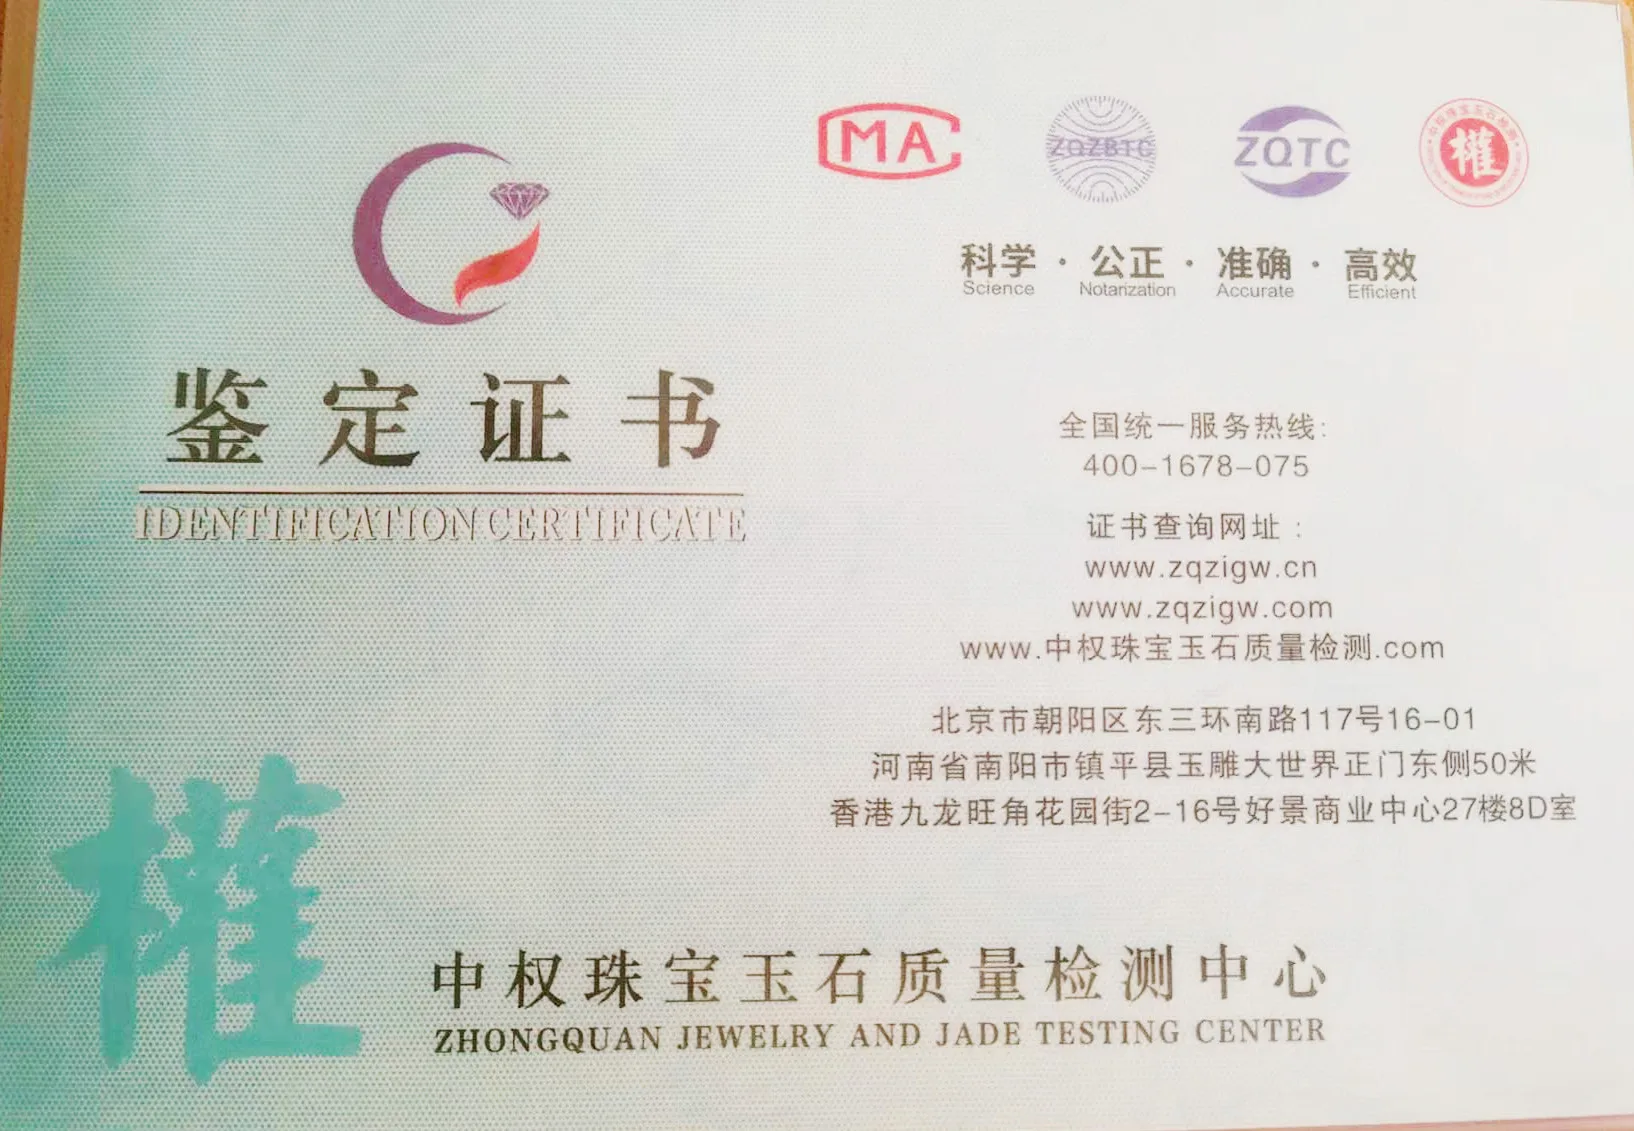 MA
ZQZBTC
ZQTC
權
科学·公正·准确·高效
Science Notarization Accurate Efficient
鉴定证书
IDENTIFICATION CERTIFICATE
全国统一服务热线:
400-1678-075
证书查询网址:
www.zqzigw.cn
www.zqzigw.com
www.中权珠宝玉石质量检测.com
北京市朝阳区东三环南路117号16-01
河南省南阳市镇平县玉雕大世界正门东侧50米
香港九龙旺角花园街2-16号好景商业中心27楼8D室
權
中权珠宝玉石质量检测中心
ZHONGQUAN JEWELRY AND JADE TESTING CENTER